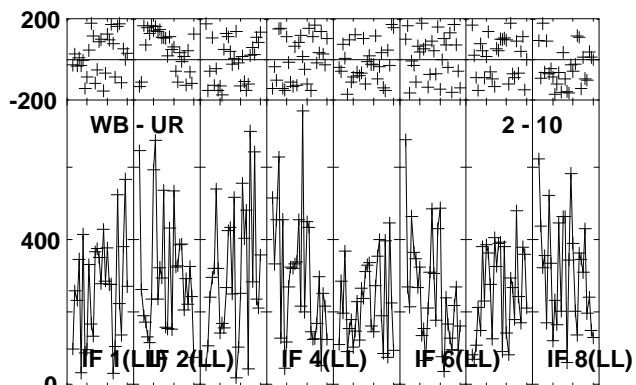 200
-200
WB - UR 2 - 10
400
0
IF 1(LL) IF 2(LL) IF 4(LL) IF 6(LL) IF 8(LL)